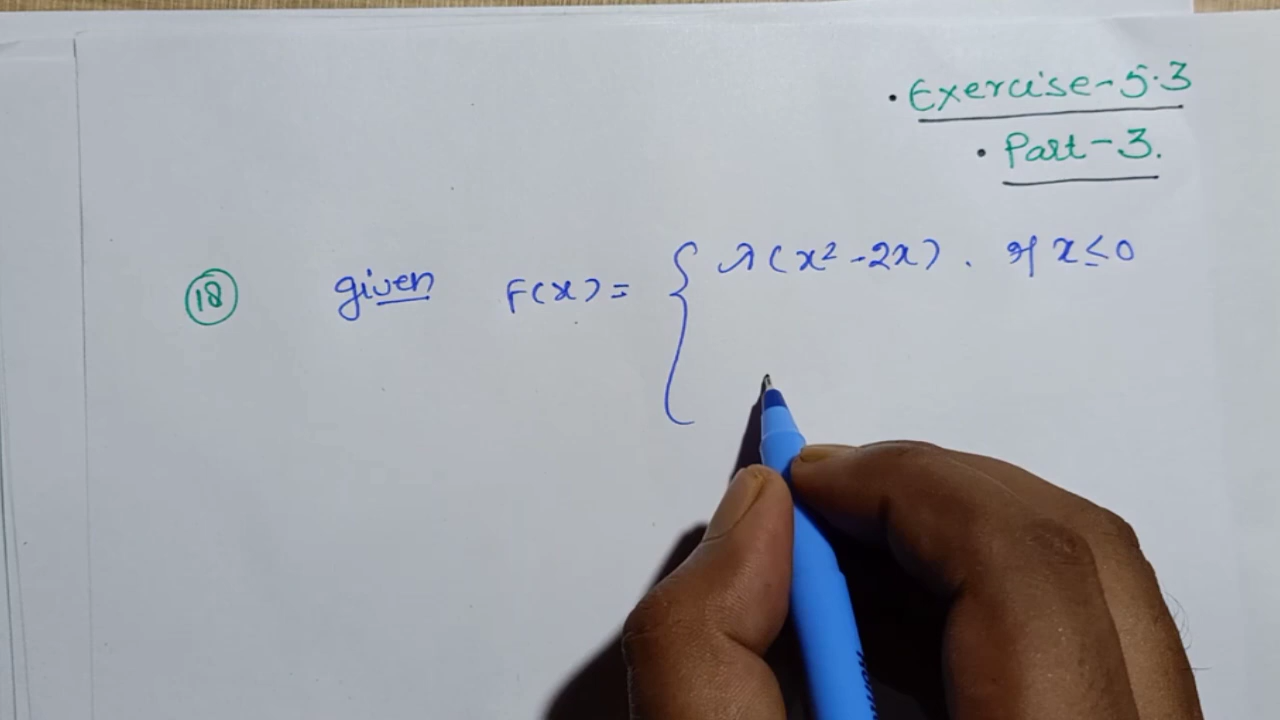 • Exercise-5.3
• Part-3.
18 given F(x) = { λ(x² - 2x) . if x ≤ 0